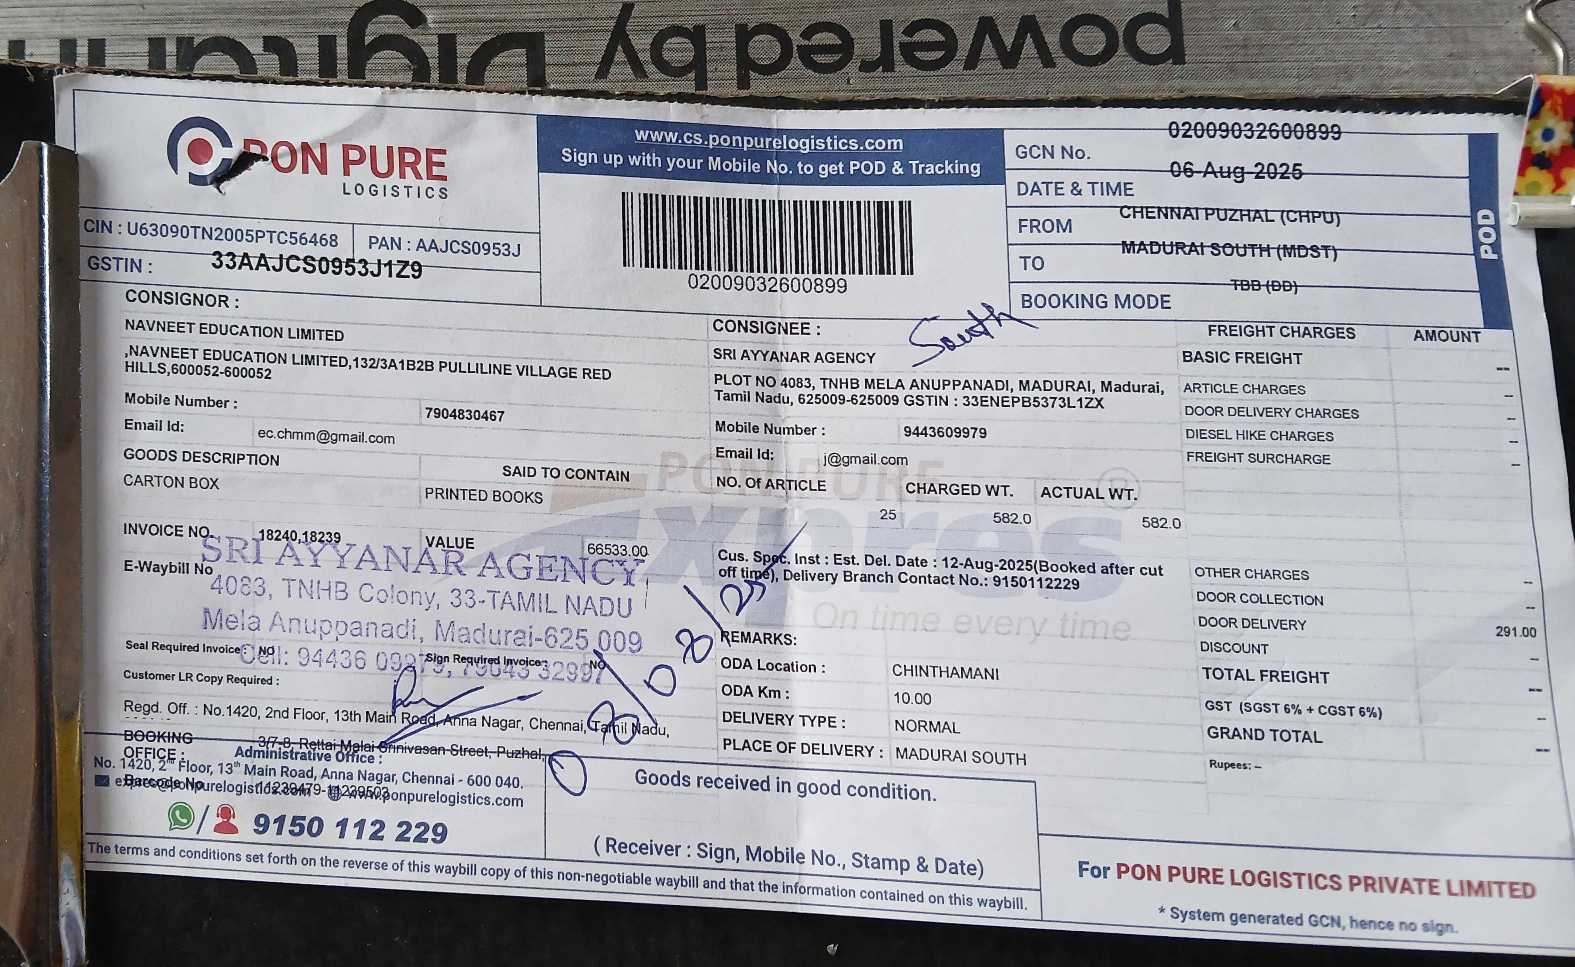 powered by Digital
PON PURE
LOGISTICS
CIN : U63090TN2005PTC56468
PAN : AAJCS0953J
GSTIN : 33AAJCS0953J1Z9
www.cs.ponpurelogistics.com
Sign up with your Mobile No. to get POD & Tracking
02009032600899
GCN No. 02009032600899
DATE & TIME 06-Aug-2025
FROM CHENNAI PUZHAL (CHPU)
TO MADURAI SOUTH (MDST)
BOOKING MODE TBB (DD)
POD
CONSIGNOR :
NAVNEET EDUCATION LIMITED
,NAVNEET EDUCATION LIMITED,132/3A1B2B PULLILINE VILLAGE RED
HILLS,600052-600052
Mobile Number : 7904830467
Email Id: ec.chmm@gmail.com
GOODS DESCRIPTION SAID TO CONTAIN
CARTON BOX PRINTED BOOKS
INVOICE NO. 18240,18239 VALUE 66533.00
E-Waybill No
SRI AYYANAR AGENCY
4083, TNHB Colony, 33-TAMIL NADU
Mela Anuppanadi, Madurai-625 009
Cell: 94436 09979, 79043 32997
Seal Required Invoice: NO Sign Required Invoice: NO
Customer LR Copy Required :
Regd. Off. : No.1420, 2nd Floor, 13th Main Road, Anna Nagar, Chennai, Tamil Nadu,
BOOKING OFFICE : 3/7-8, Rettai Malai Srinivasan Street, Puzhal,
Administrative Office :
No. 1420, 2nd Floor, 13th Main Road, Anna Nagar, Chennai - 600 040.
Barcode No 11239479-11239503
www.ponpurelogistics.com
9150 112 229
The terms and conditions set forth on the reverse of this waybill copy of this non-negotiable waybill and that the information contained on this waybill.
CONSIGNEE :
South
SRI AYYANAR AGENCY
PLOT NO 4083, TNHB MELA ANUPPANADI, MADURAI, Madurai,
Tamil Nadu, 625009-625009 GSTIN : 33ENEPB5373L1ZX
Mobile Number : 9443609979
Email Id: j@gmail.com
NO. Of ARTICLE CHARGED WT. ACTUAL WT.
25 582.0 582.0
PON PURE
Xpres
On time every time
Cus. Spec. Inst : Est. Del. Date : 12-Aug-2025(Booked after cut
off time), Delivery Branch Contact No.: 9150112229
REMARKS:
ODA Location : CHINTHAMANI
ODA Km : 10.00
DELIVERY TYPE : NORMAL
PLACE OF DELIVERY : MADURAI SOUTH
Goods received in good condition.
( Receiver : Sign, Mobile No., Stamp & Date)
FREIGHT CHARGES AMOUNT
BASIC FREIGHT --
ARTICLE CHARGES –
DOOR DELIVERY CHARGES –
DIESEL HIKE CHARGES –
FREIGHT SURCHARGE –
OTHER CHARGES –
DOOR COLLECTION –
DOOR DELIVERY 291.00
DISCOUNT –
TOTAL FREIGHT --
GST (SGST 6% + CGST 6%) –
GRAND TOTAL --
Rupees: –
For PON PURE LOGISTICS PRIVATE LIMITED
* System generated GCN, hence no sign.